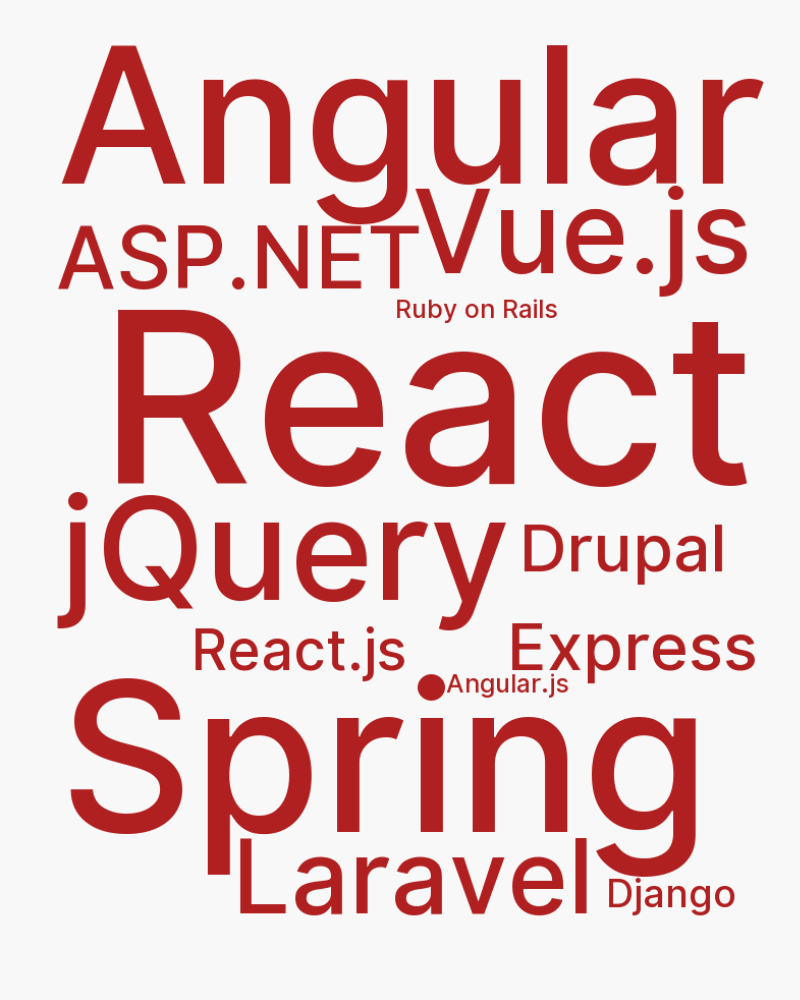 Angular
Vue.js
ASP.NET
Ruby on Rails
React
jQuery
Drupal
React.js
Express
Angular.js
Spring
Laravel
Django